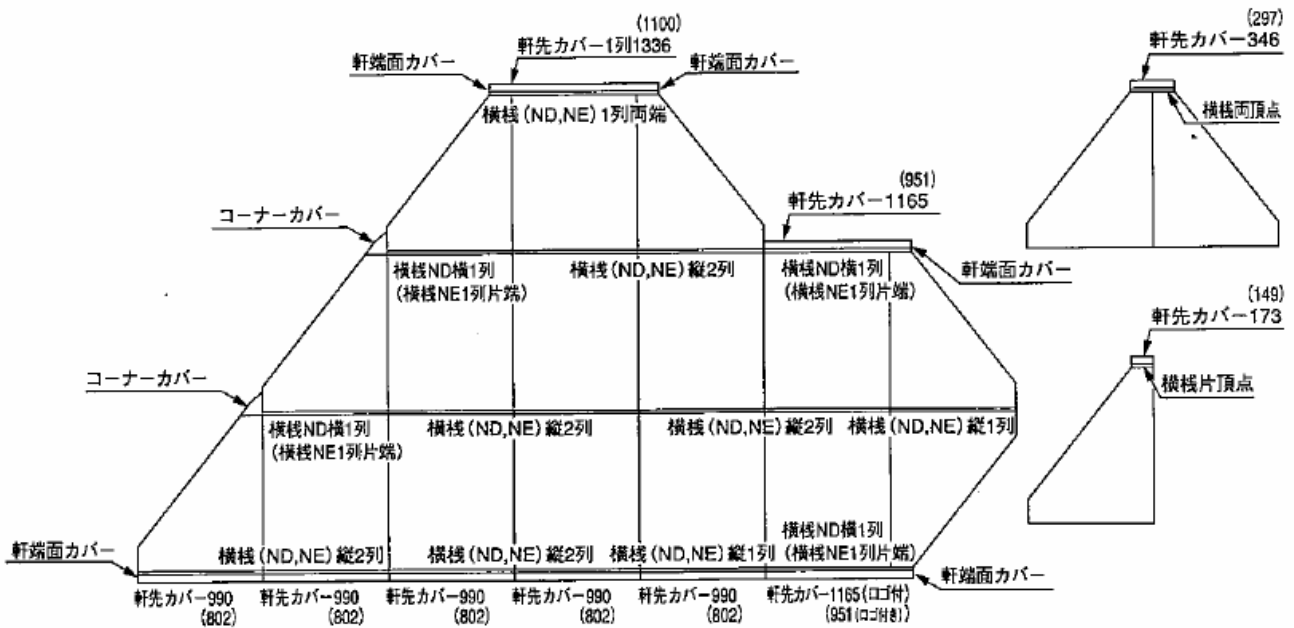 (1100)
軒先カバー1列1336
軒端面カバー
軒端面カバー
横桟(ND,NE)1列両端
(297)
軒先カバー346
横桟両頂点
コーナーカバー
(951)
軒先カバー1165
横桟ND横1列
(横桟NE1列片端)
横桟(ND,NE)縦2列
横桟ND横1列
(横桟NE1列片端)
軒端面カバー
(149)
軒先カバー173
横桟片頂点
コーナーカバー
横桟ND横1列
(横桟NE1列片端)
横桟(ND,NE)縦2列
横桟(ND,NE)縦2列
横桟(ND,NE)縦1列
軒端面カバー
横桟(ND,NE)縦2列
横桟(ND,NE)縦2列
横桟(ND,NE)縦1列
横桟ND横1列
(横桟NE1列片端)
軒端面カバー
軒先カバー990
(802)
軒先カバー990
(802)
軒先カバー990
(802)
軒先カバー990
(802)
軒先カバー990
(802)
軒先カバー1165(ロゴ付)
(951(ロゴ付き))